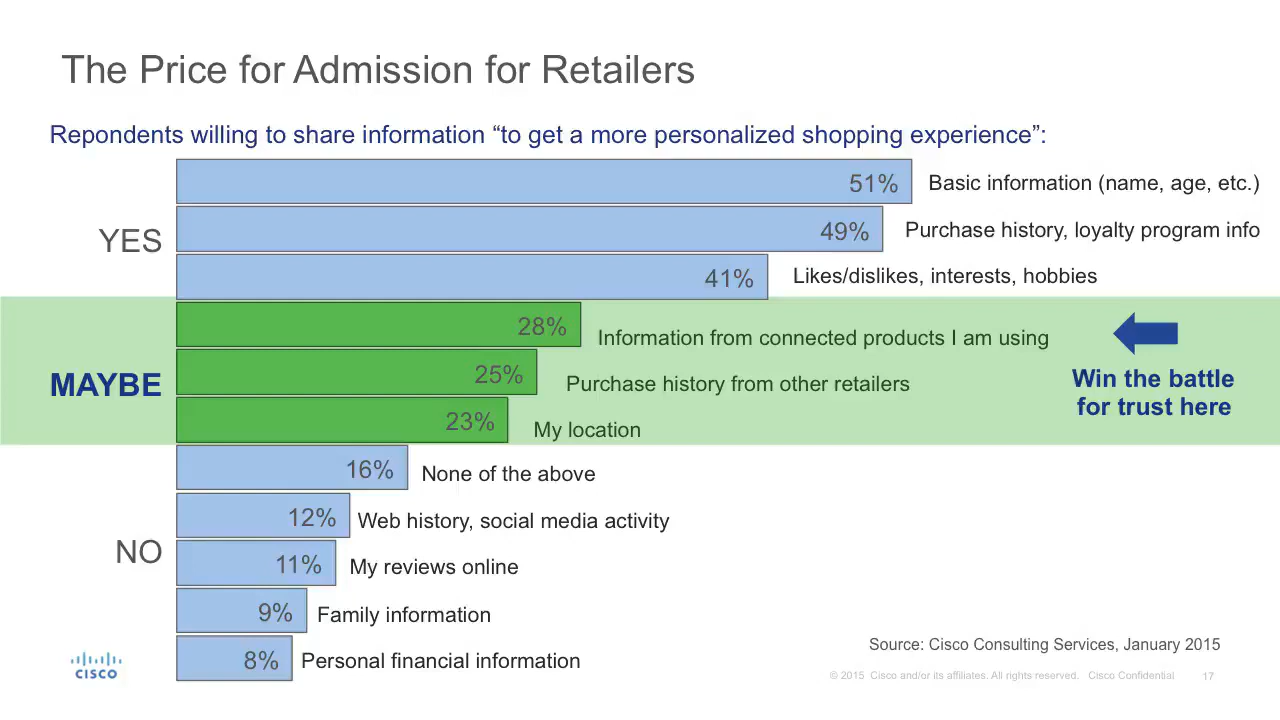 The Price for Admission for Retailers
Repondents willing to share information “to get a more personalized shopping experience”:
YES
51% Basic information (name, age, etc.)
49% Purchase history, loyalty program info
41% Likes/dislikes, interests, hobbies
MAYBE
28% Information from connected products I am using
25% Purchase history from other retailers
23% My location
Win the battle
for trust here
NO
16% None of the above
12% Web history, social media activity
11% My reviews online
9% Family information
8% Personal financial information
Source: Cisco Consulting Services, January 2015
CISCO
© 2015 Cisco and/or its affiliates. All rights reserved. Cisco Confidential 17